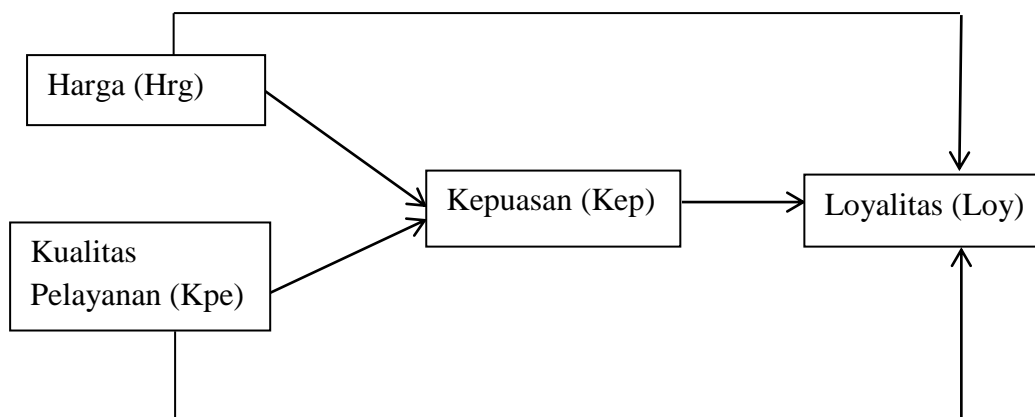 Harga (Hrg)
Kepuasan (Kep)
Loyalitas (Loy)
Kualitas
Pelayanan (Kpe)